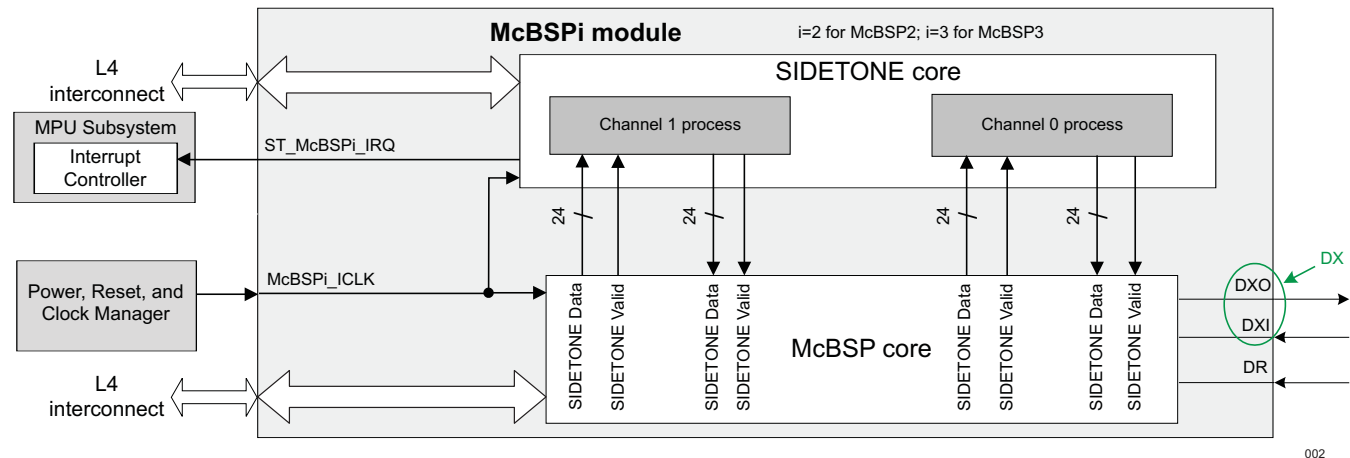 McBSPi module
i=2 for McBSP2; i=3 for McBSP3
L4
interconnect
SIDETONE core
MPU Subsystem
Interrupt
Controller
ST_McBSPi_IRQ
Channel 1 process
Channel 0 process
24
24
24
24
Power, Reset, and
Clock Manager
McBSPi_ICLK
SIDETONE Data
SIDETONE Valid
SIDETONE Data
SIDETONE Valid
McBSP core
SIDETONE Data
SIDETONE Valid
SIDETONE Data
SIDETONE Valid
DX
DXO
DXI
DR
L4
interconnect
002